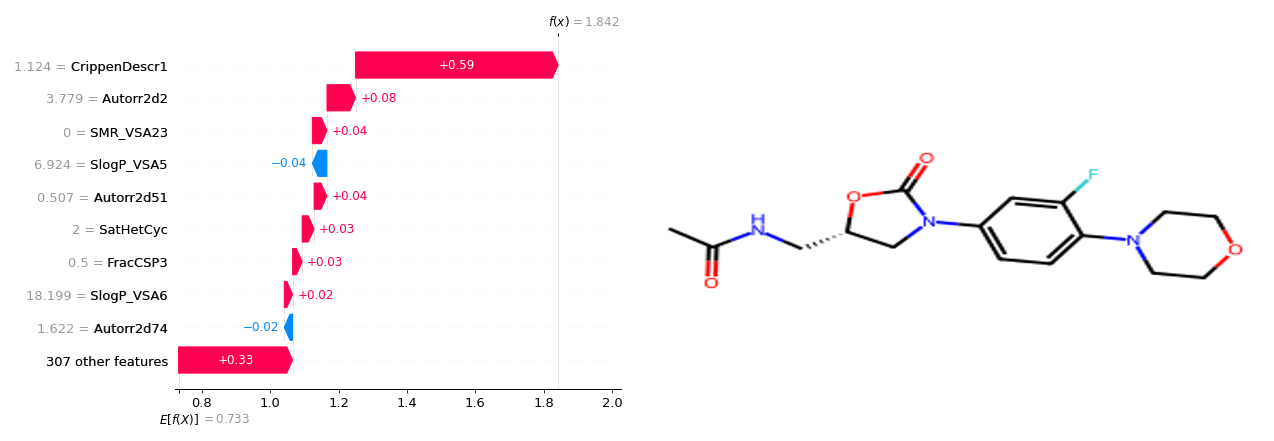 f(x) = 1.842
1.124 = CrippenDescr1
+0.59
3.779 = Autorr2d2
+0.08
0 = SMR_VSA23
+0.04
6.924 = SlogP_VSA5
−0.04
0.507 = Autorr2d51
+0.04
2 = SatHetCyc
+0.03
0.5 = FracCSP3
+0.03
18.199 = SlogP_VSA6
+0.02
1.622 = Autorr2d74
−0.02
307 other features
+0.33
0.8 1.0 1.2 1.4 1.6 1.8 2.0
E[f(X)] = 0.733
O
F
O
H
N
N
N
O
O